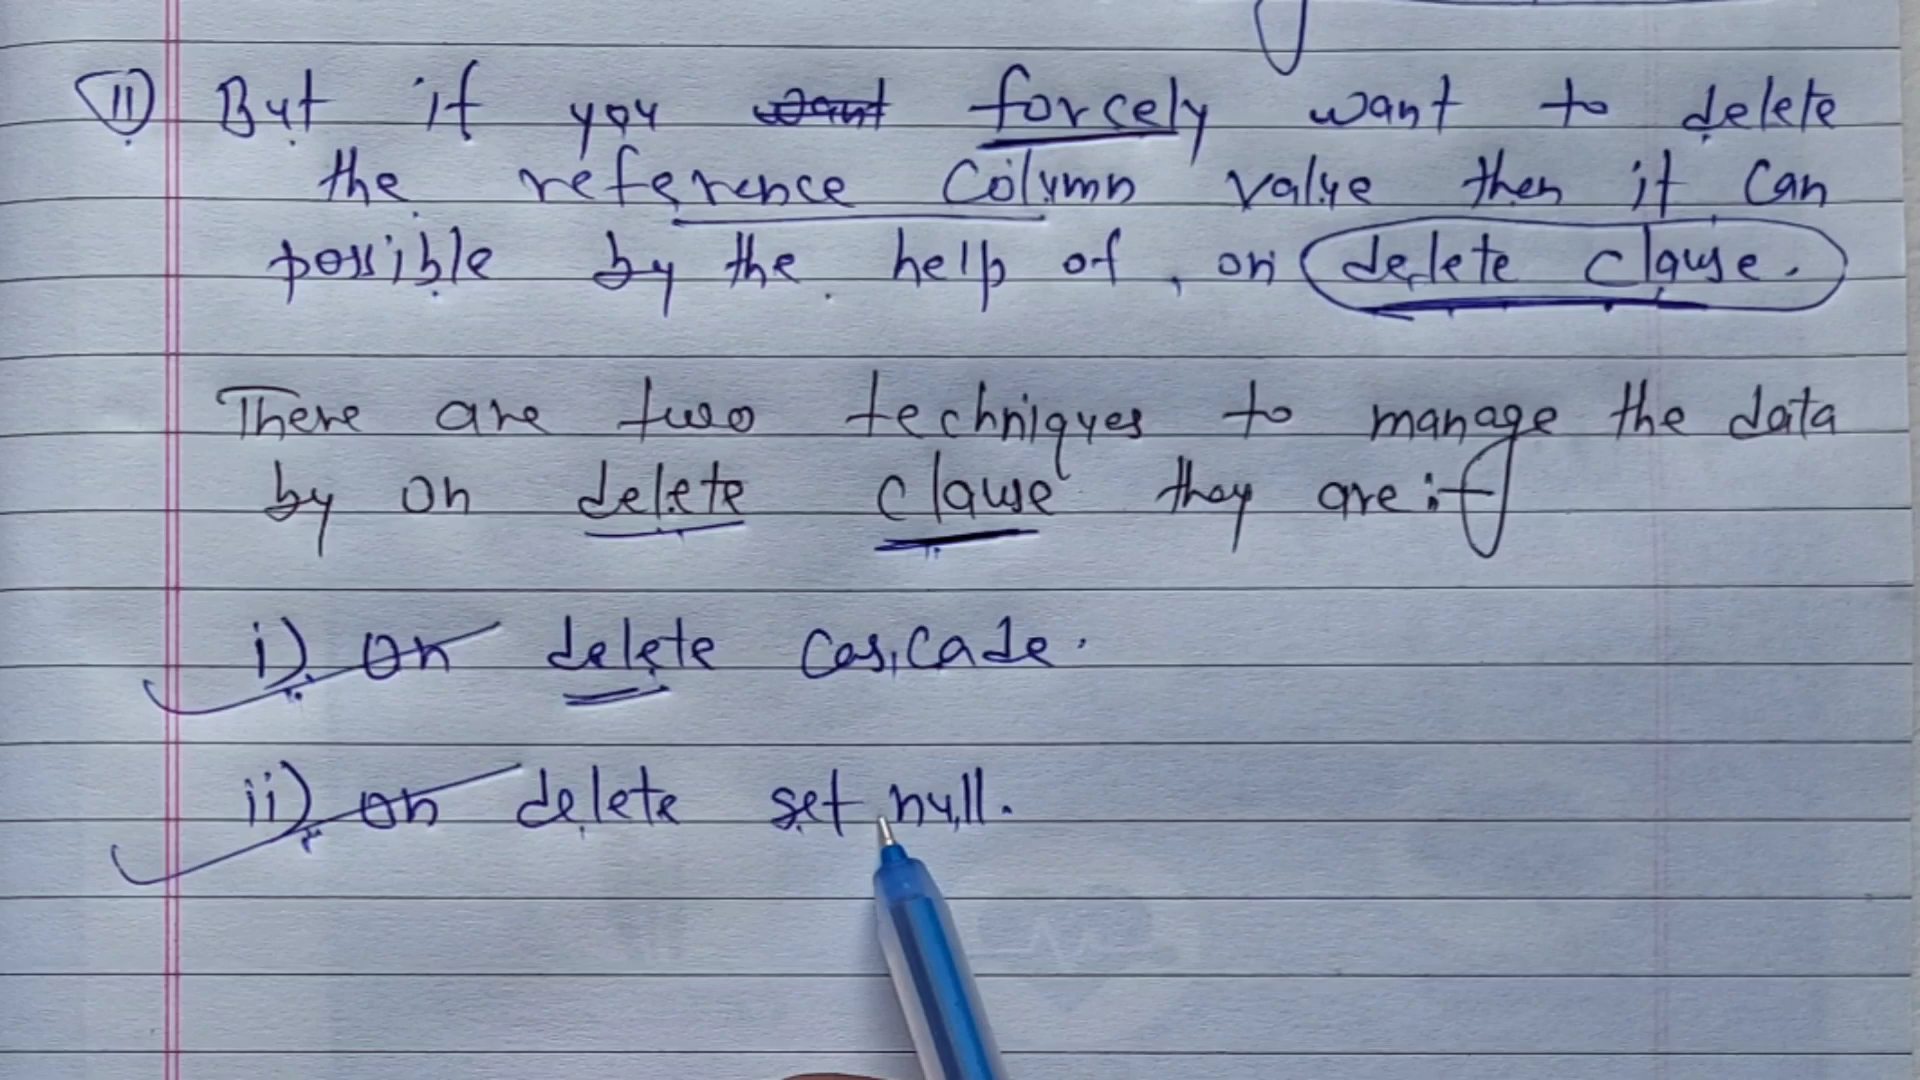 (II) But if you want forcely want to delete
the reference column value then it can
possible by the help of, on delete clause.
There are two techniques to manage the data
by on delete clause they are :-
i) On delete cascade.
ii) on delete set null.